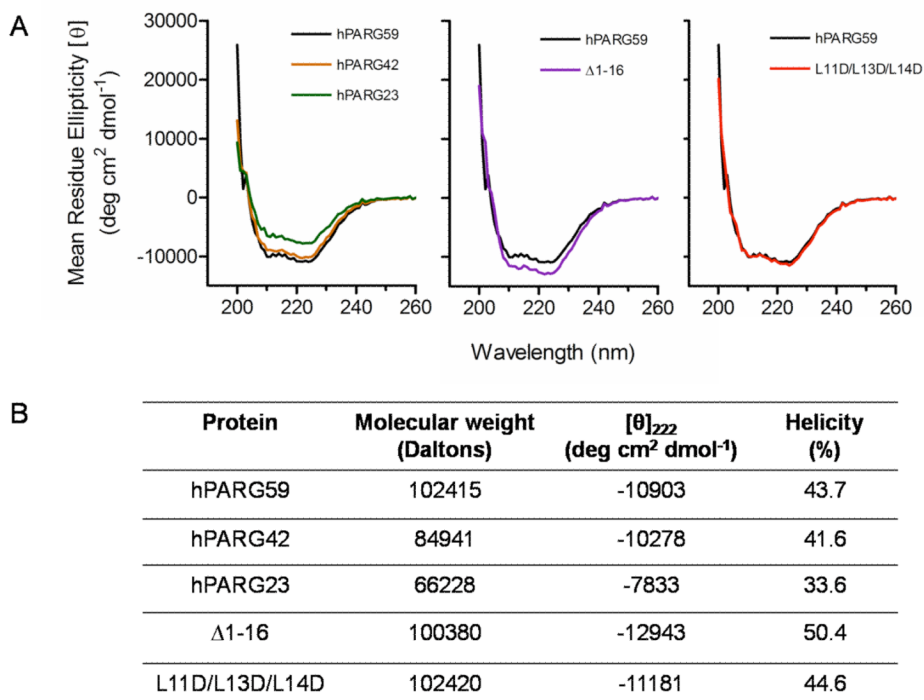 A
Mean Residue Ellipticity [θ]
(deg cm² dmol⁻¹)
30000
20000
10000
0
-10000
hPARG59
hPARG42
hPARG23
200 220 240 260
hPARG59
Δ1-16
200 220 240 260
hPARG59
L11D/L13D/L14D
200 220 240 260
Wavelength (nm)
B
Protein Molecular weight [θ]₂₂₂ Helicity
(Daltons) (deg cm² dmol⁻¹) (%)
hPARG59 102415 -10903 43.7
hPARG42 84941 -10278 41.6
hPARG23 66228 -7833 33.6
Δ1-16 100380 -12943 50.4
L11D/L13D/L14D 102420 -11181 44.6